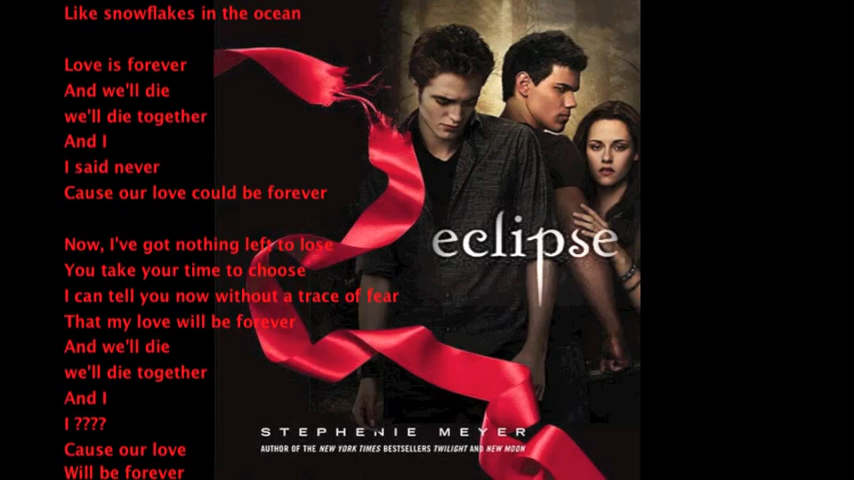 Like snowflakes in the ocean
Love is forever
And we'll die
we'll die together
And I
I said never
Cause our love could be forever
Now, I've got nothing left to lose
You take your time to choose
I can tell you now without a trace of fear
That my love will be forever
And we'll die
we'll die together
And I
I ????
Cause our love
Will be forever
eclipse
STEPHENIE MEYER
AUTHOR OF THE NEW YORK TIMES BESTSELLERS TWILIGHT AND NEW MOON